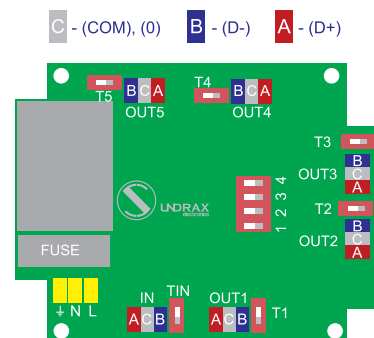 C - (COM), (0) B - (D-) A - (D+)
T5 B C A T4 B C A
OUT5 OUT4
T3
B
OUT3 C
A
UNDRAX
electronics
1 2 3 4
T2
B
OUT2 C
A
FUSE
⏚ N L
IN TIN OUT1
A C B A C B T1